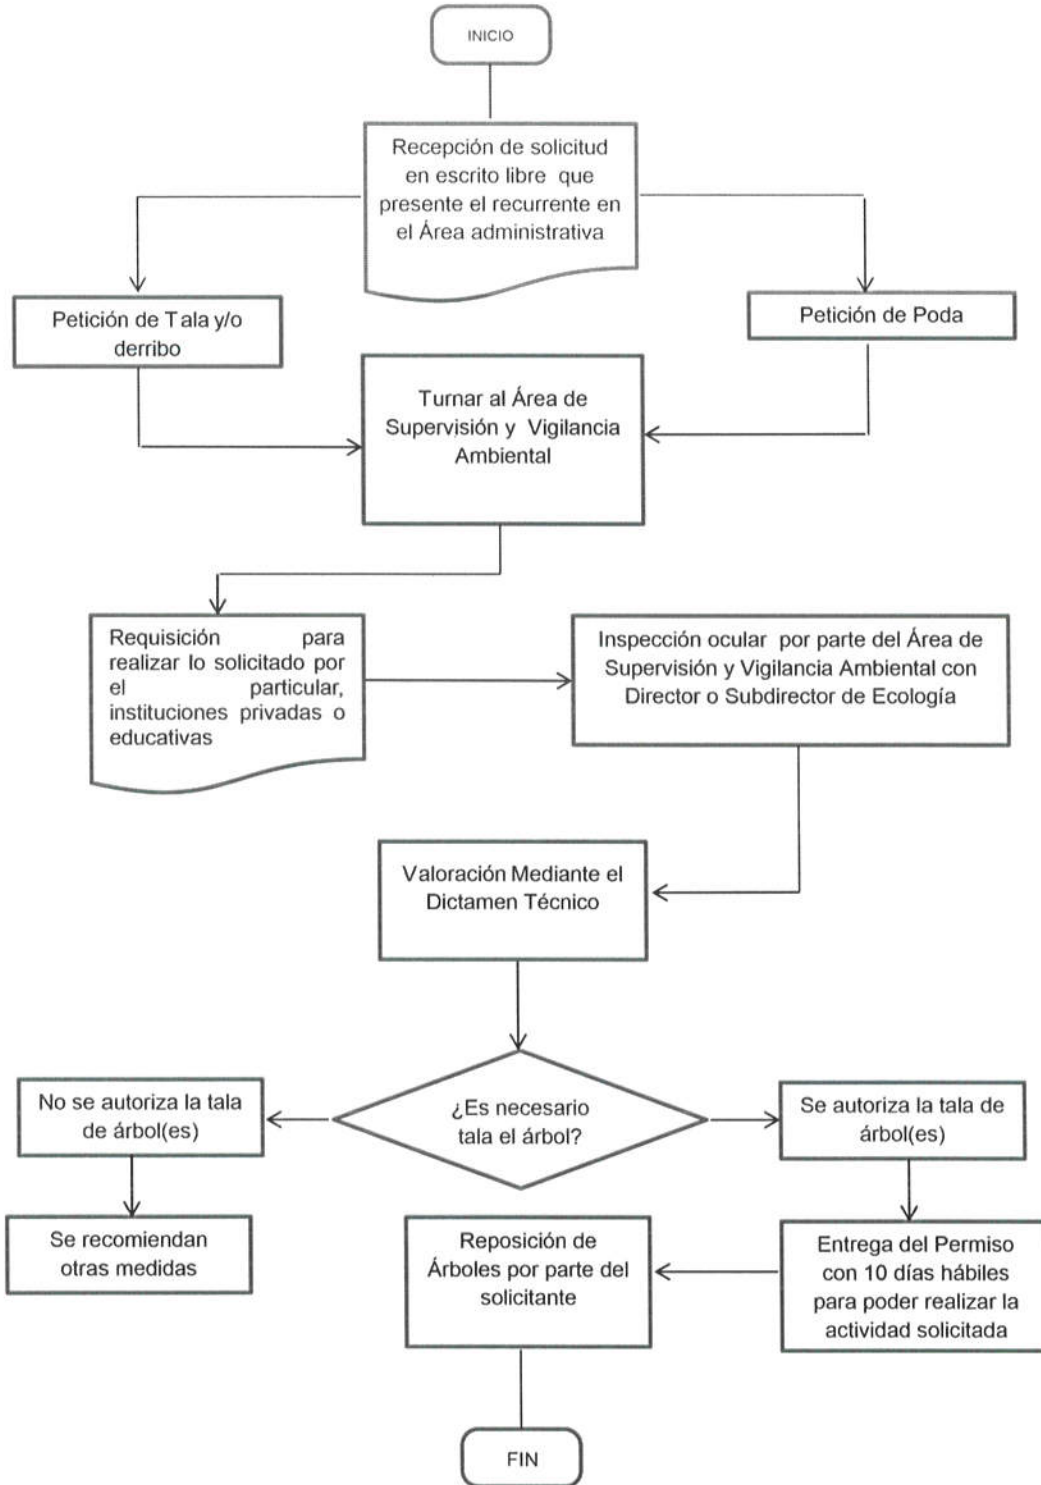 INICIO
Recepción de solicitud
en escrito libre que
presente el recurrente en
el Área administrativa
Petición de Tala y/o
derribo
Petición de Poda
Turnar al Área de
Supervisión y Vigilancia
Ambiental
Requisición para
realizar lo solicitado por
el particular,
instituciones privadas o
educativas
Inspección ocular por parte del Área de
Supervisión y Vigilancia Ambiental con
Director o Subdirector de Ecología
Valoración Mediante el
Dictamen Técnico
¿Es necesario
tala el árbol?
No se autoriza la tala
de árbol(es)
Se autoriza la tala de
árbol(es)
Se recomiendan
otras medidas
Reposición de
Árboles por parte del
solicitante
Entrega del Permiso
con 10 días hábiles
para poder realizar la
actividad solicitada
FIN